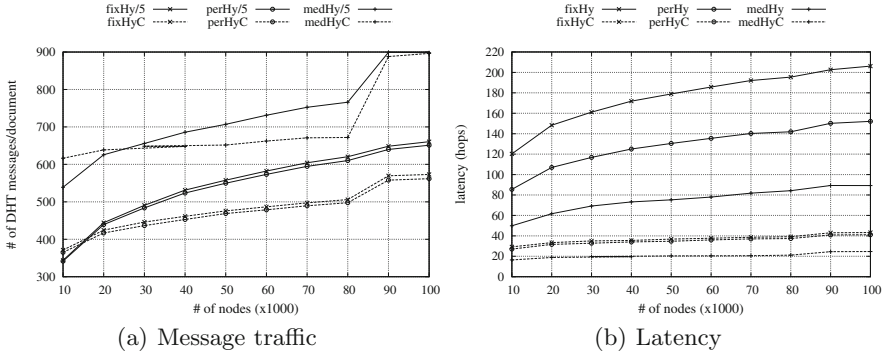 fixHy/5 perHy/5 medHy/5
fixHyC perHyC medHyC
900
800
700
600
500
400
300
# of DHT messages/document
10 20 30 40 50 60 70 80 90 100
# of nodes (x1000)
(a) Message traffic
fixHy perHy medHy
fixHyC perHyC medHyC
220
200
180
160
140
120
100
80
60
40
20
0
latency (hops)
10 20 30 40 50 60 70 80 90 100
# of nodes (x1000)
(b) Latency